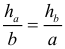 h_a/b = h_b/a